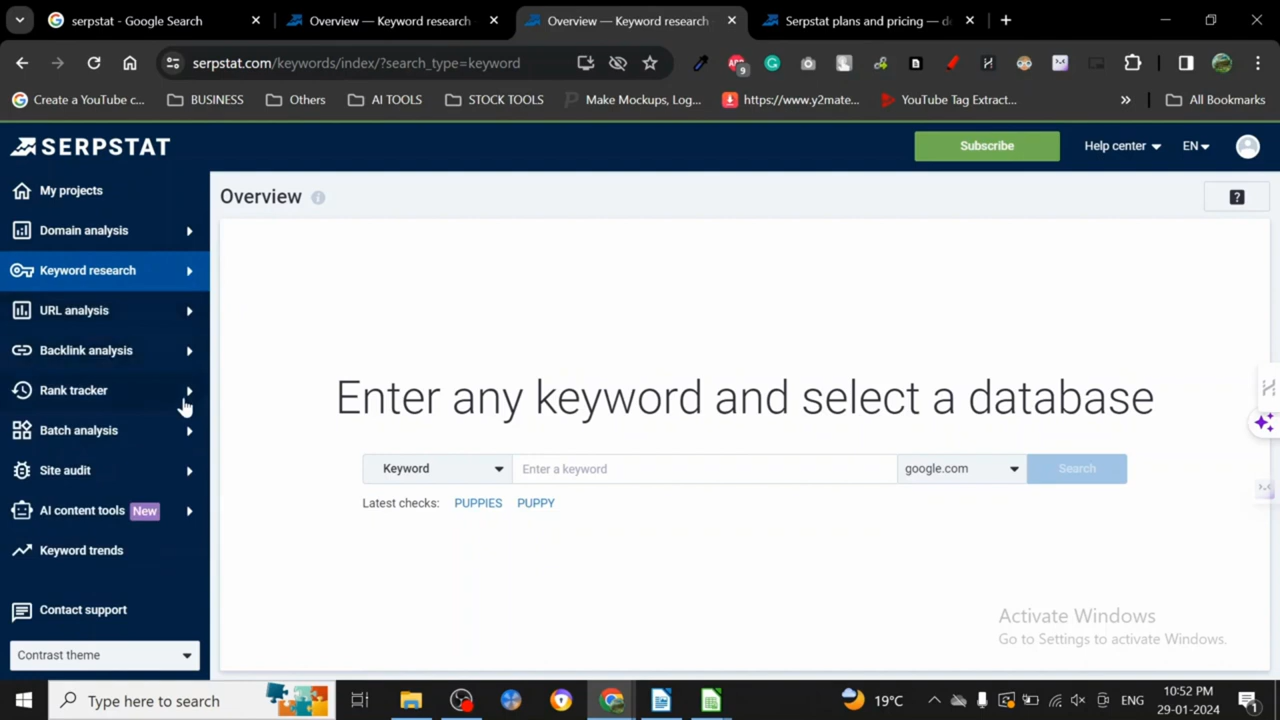 serpstat - Google Search
Overview — Keyword research
Overview — Keyword research
Serpstat plans and pricing — de
serpstat.com/keywords/index/?search_type=keyword
9
Create a YouTube c...
BUSINESS
Others
AI TOOLS
STOCK TOOLS
Make Mockups, Log...
https://www.y2mate...
YouTube Tag Extract...
All Bookmarks
SERPSTAT
Subscribe
Help center
EN
My projects
Overview
Domain analysis
Keyword research
URL analysis
Backlink analysis
Rank tracker
Batch analysis
Site audit
AI content tools New
Keyword trends
Contact support
Contrast theme
Enter any keyword and select a database
Keyword
Enter a keyword
google.com
Search
Latest checks: PUPPIES PUPPY
Activate Windows
Go to Settings to activate Windows.
Type here to search
19°C
ENG
10:52 PM
29-01-2024
1